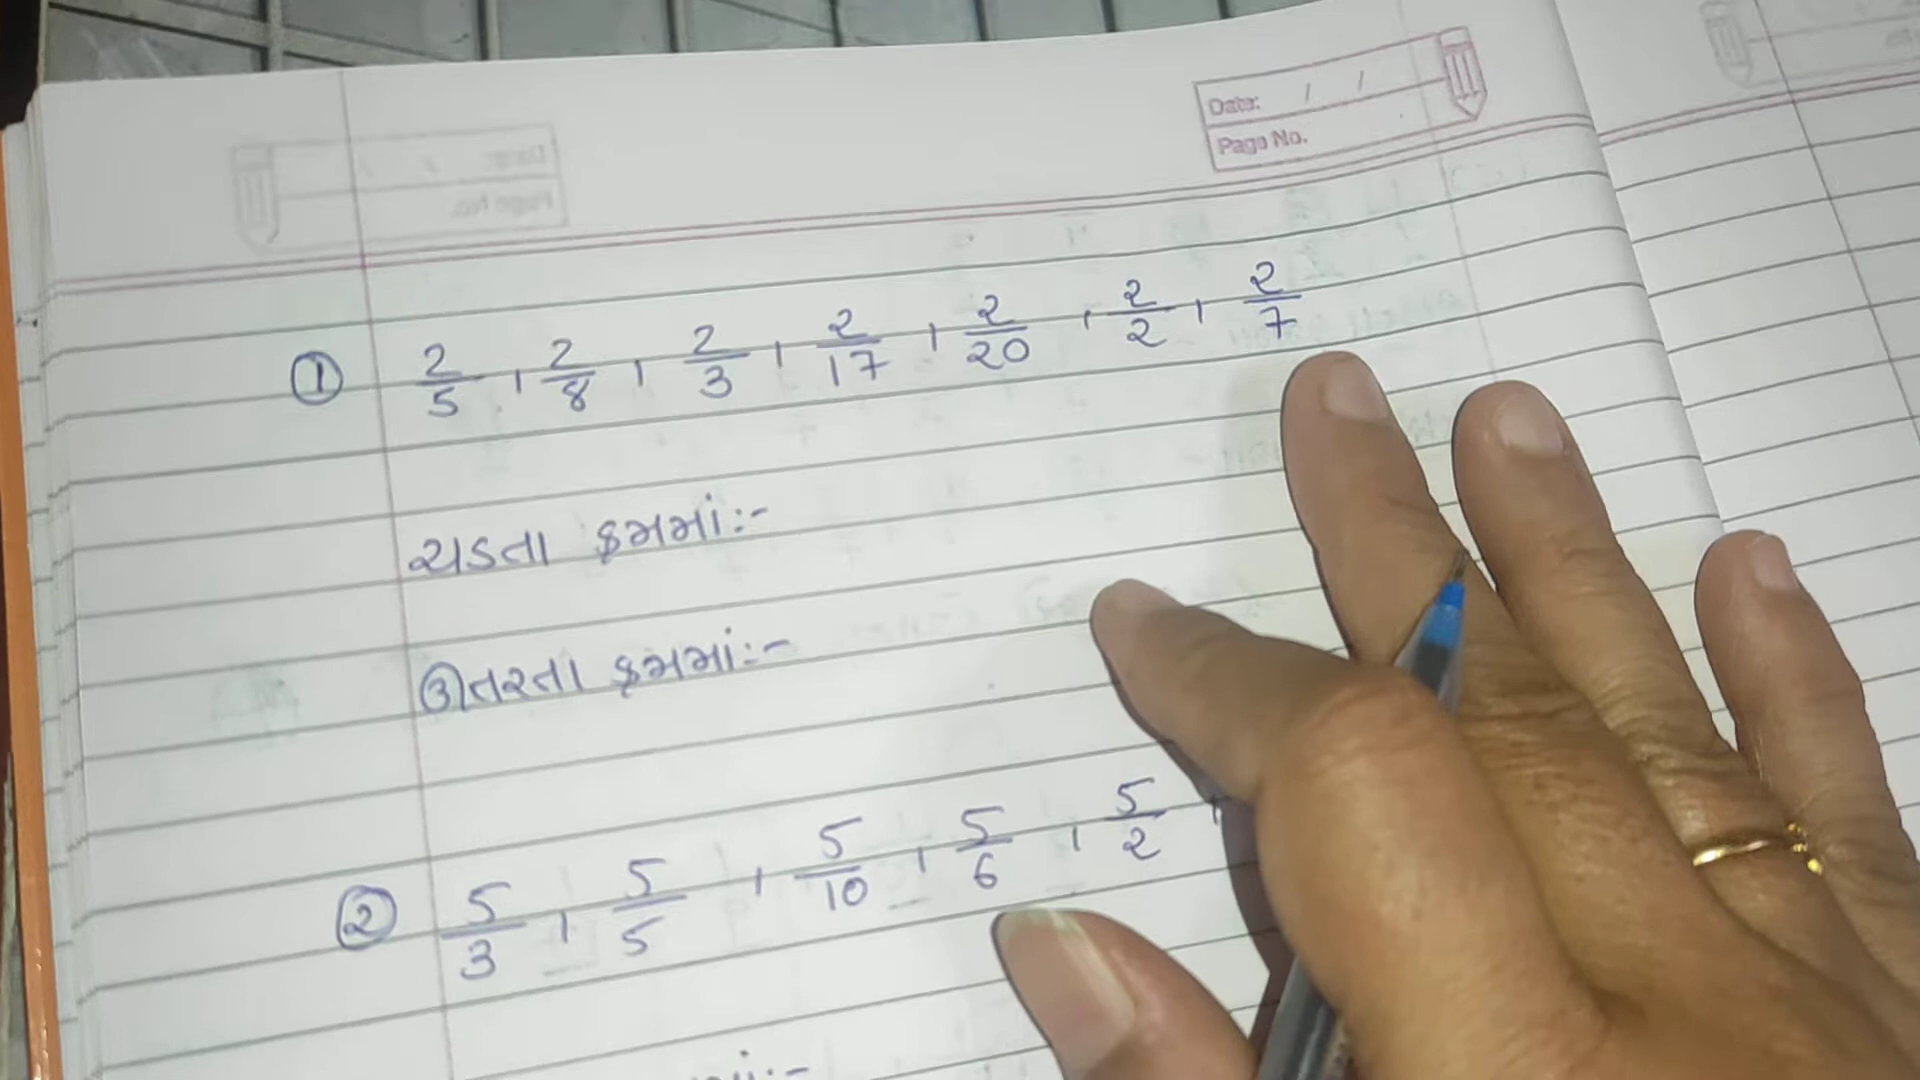 Date: / /
Page No.
① 2/5 , 2/8 , 2/3 , 2/17 , 2/20 , 2/2 , 2/7
ચડતા ક્રમમાં:-
ઊતરતા ક્રમમાં:-
② 5/3 , 5/5 , 5/10 , 5/6 , 5/2 ,